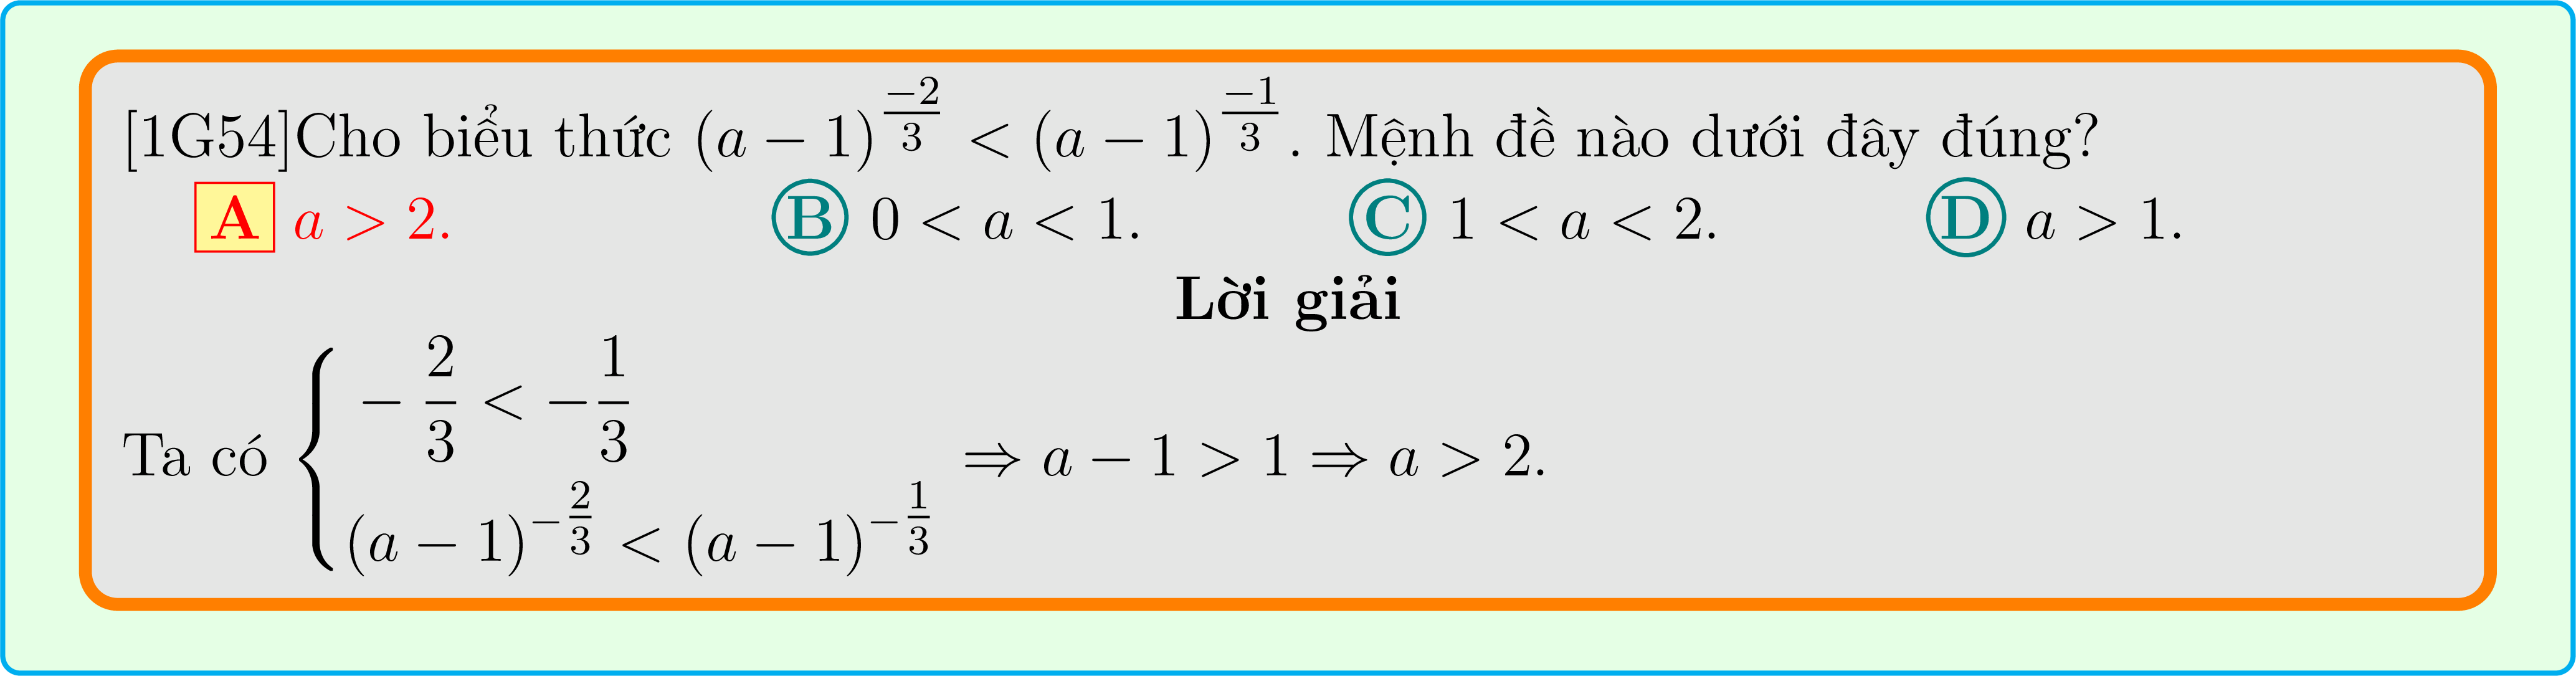 [1G54]Cho biểu thức $(a-1)^{\frac{-2}{3}} < (a-1)^{\frac{-1}{3}}$. Mệnh đề nào dưới đây đúng?
A $a > 2$. B $0 < a < 1$. C $1 < a < 2$. D $a > 1$.
Lời giải
Ta có $\begin{cases} -\dfrac{2}{3} < -\dfrac{1}{3} \\ (a-1)^{-\frac{2}{3}} < (a-1)^{-\frac{1}{3}} \end{cases} \Rightarrow a-1 > 1 \Rightarrow a > 2.$